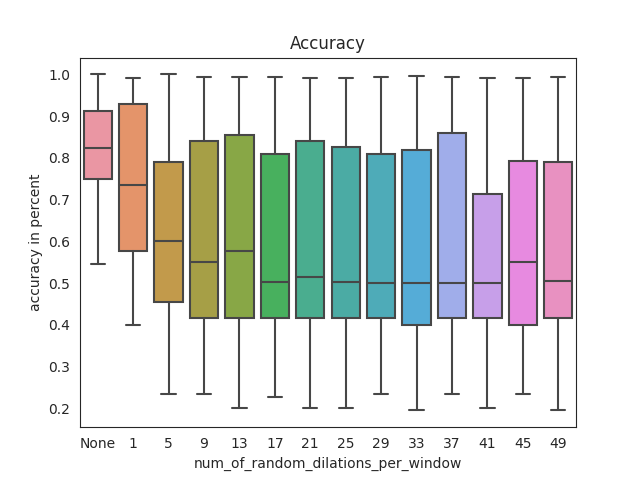 Accuracy
1.0
0.9
0.8
0.7
0.6
0.5
0.4
0.3
0.2
accuracy in percent
None 1 5 9 13 17 21 25 29 33 37 41 45 49
num_of_random_dilations_per_window